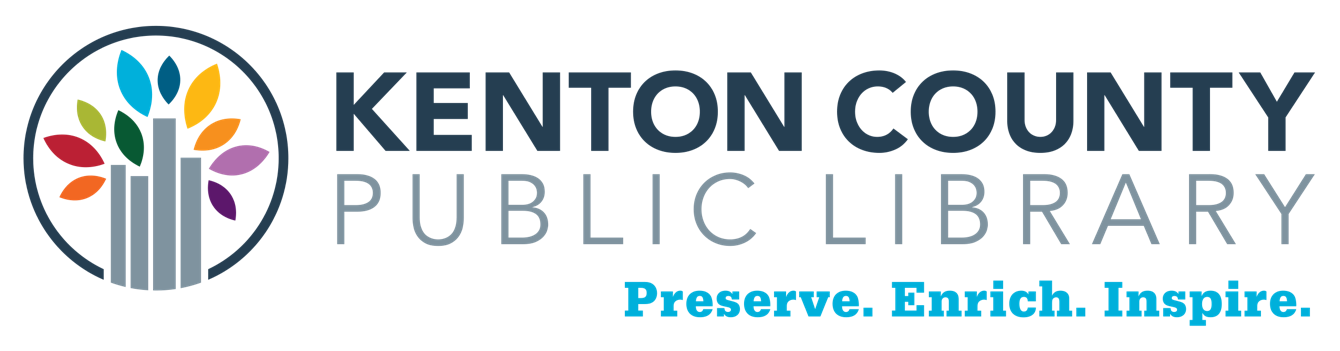 KENTON COUNTY
PUBLIC LIBRARY
Preserve. Enrich. Inspire.